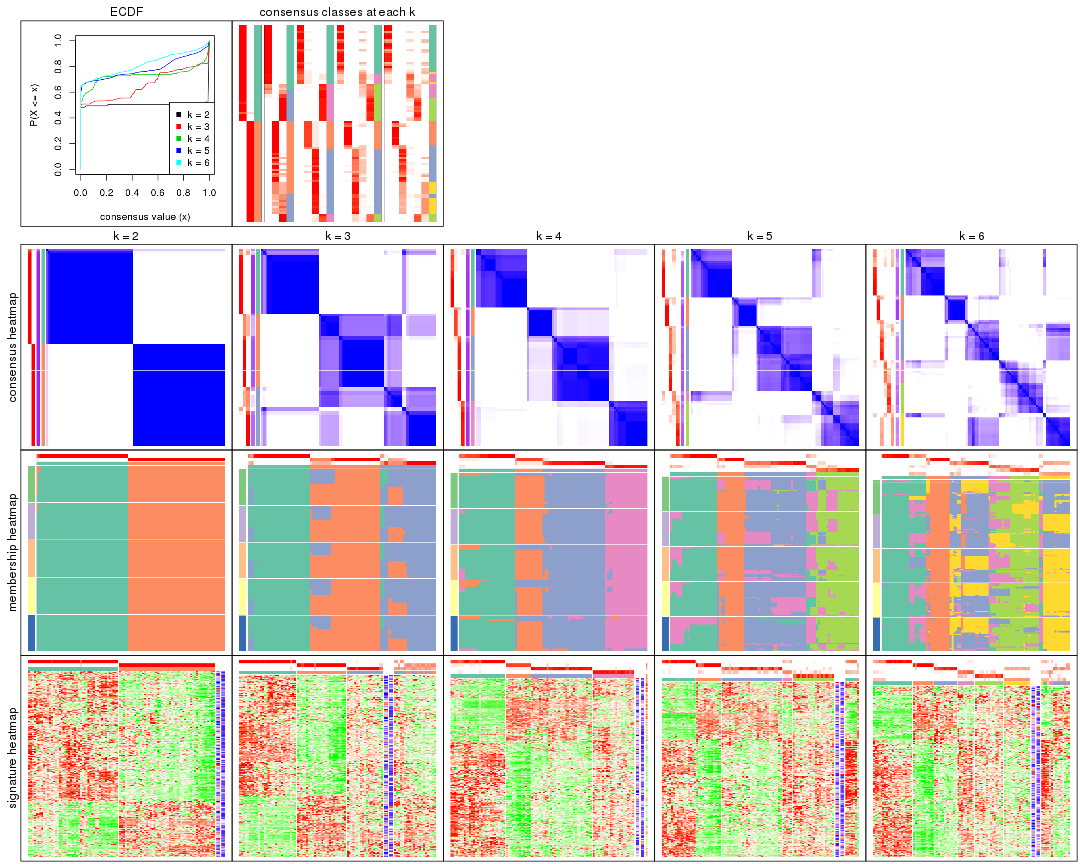 ECDF
consensus classes at each k
P(X <= x)
0.0 0.2 0.4 0.6 0.8 1.0
k = 2
k = 3
k = 4
k = 5
k = 6
0.0 0.2 0.4 0.6 0.8 1.0
consensus value (x)
k = 2
k = 3
k = 4
k = 5
k = 6
consensus heatmap
membership heatmap
signature heatmap